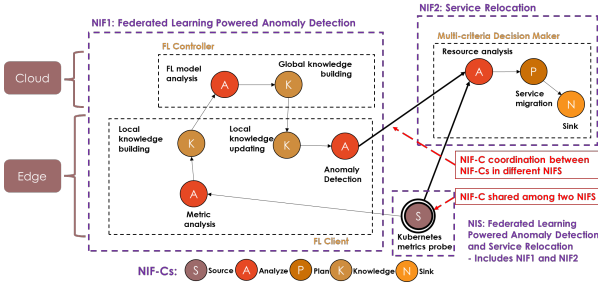 NIF1: Federated Learning Powered Anomaly Detection
NIF2: Service Relocation
FL Controller
Multi-criteria Decision Maker
Cloud
FL model
analysis
A
K
Global knowledge
building
Resource analysis
A
P
Service
migration
N
Sink
Edge
Local
knowledge
building
K
Local
knowledge
updating
K
A
Anomaly
Detection
A
Metric
analysis
FL Client
NIF-C coordination between
NIF-Cs in different NIFS
NIF-C shared among two NIFS
S
Kubernetes
metrics probe
NIS: Federated Learning
Powered Anomaly Detection
and Service Relocation
- Includes NIF1 and NIF2
NIF-Cs: S Source A Analyze P Plan K Knowledge N Sink